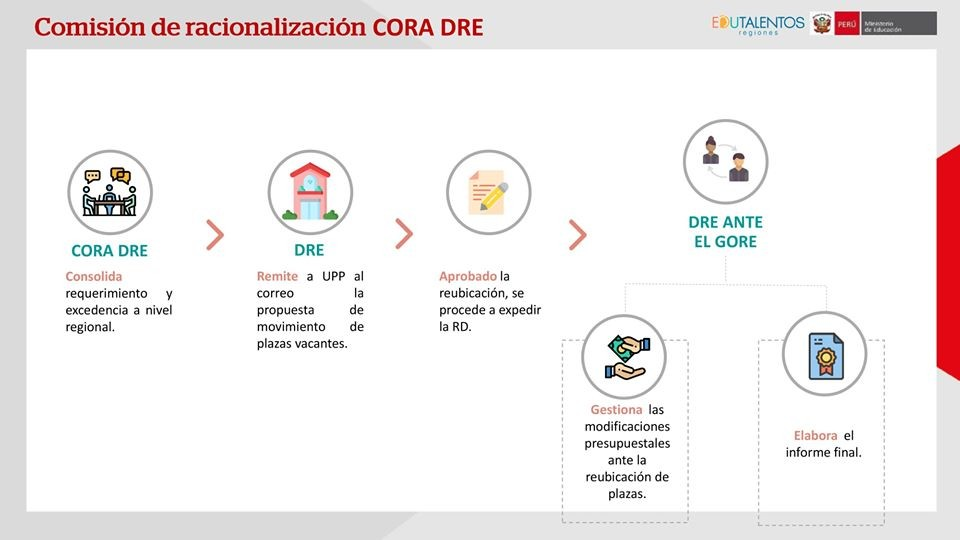 Comisión de racionalización CORA DRE
EDUTALENTOS
regiones
PERÚ
Ministerio
de Educación
CORA DRE
Consolida
requerimiento y
excedencia a nivel
regional.
DRE
Remite a UPP al
correo la
propuesta de
movimiento de
plazas vacantes.
Aprobado la
reubicación, se
procede a expedir
la RD.
DRE ANTE
EL GORE
Gestiona las
modificaciones
presupuestales
ante la
reubicación de
plazas.
Elabora el
informe final.